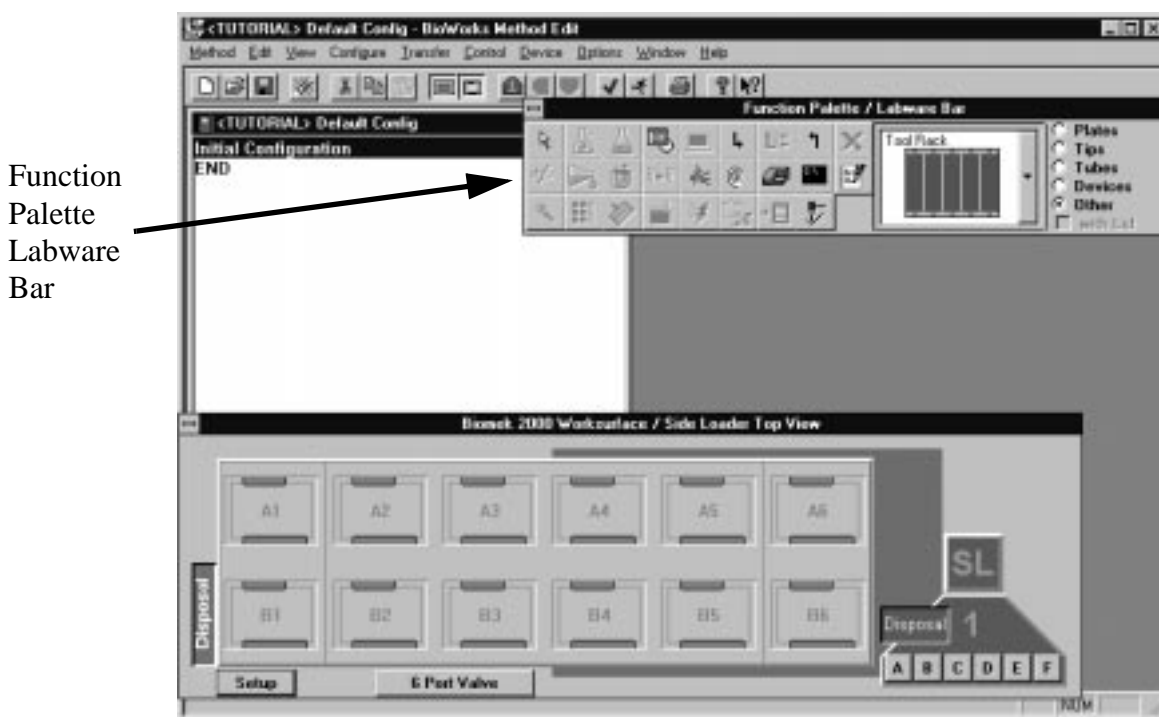 <TUTORIAL> Default Config - BioWorks Method Edit
Method Edit View Configure Transfer Control Device Options Window Help
Function Palette / Labware Bar
<TUTORIAL> Default Config
Initial Configuration
END
Tool Rack
Plates
Tips
Tubes
Devices
Other
with Lid
Function
Palette
Labware
Bar
Biomek 2000 Worksurface / Side Loader Top View
A1 A2 A3 A4 A5 A6
SL
Disposal
B1 B2 B3 B4 B5 B6
Disposal 1
A B C D E F
Setup 6 Port Valve
NUM